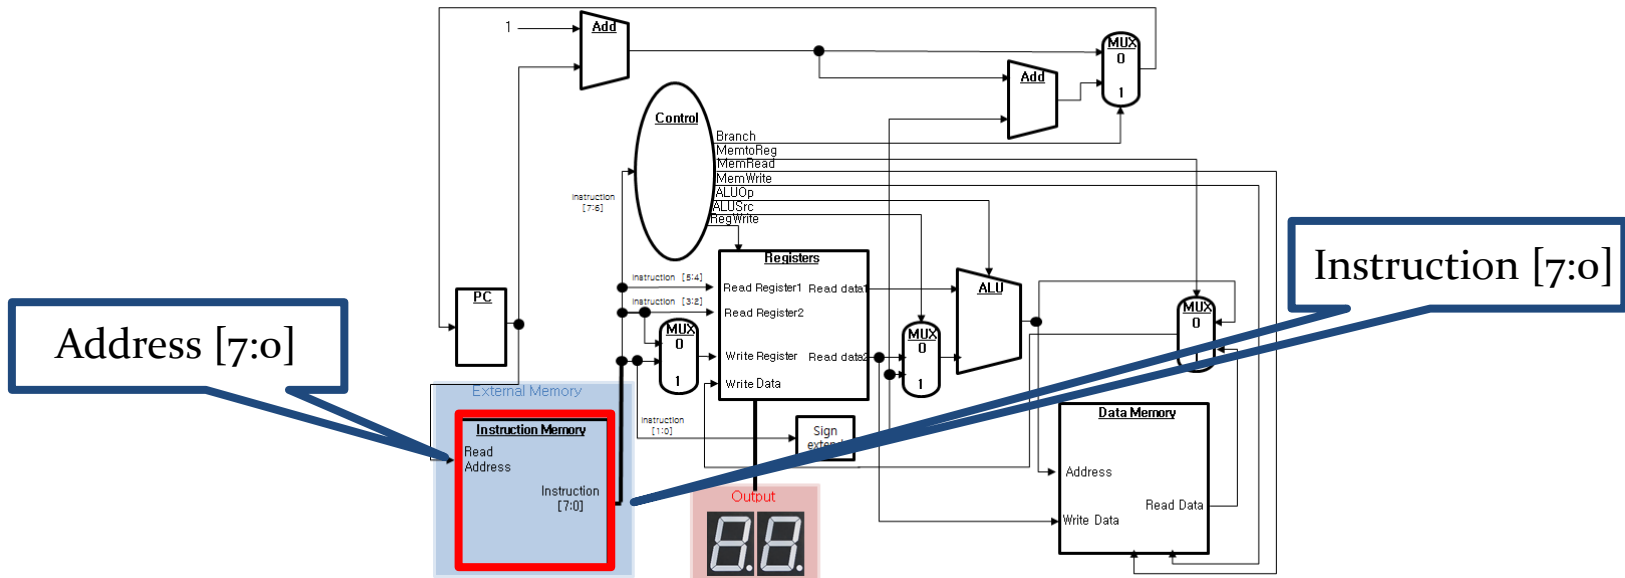 1
Add
MUX
0
1
Add
Control
Branch
MemtoReg
MemRead
MemWrite
ALUOp
ALUSrc
RegWrite
Instruction
[7:6]
Instruction [7:0]
Registers
Instruction [5:4]
Read Register1
Read data1
Instruction [3:2]
Read Register2
ALU
PC
MUX
0
1
MUX
0
1
MUX
0
Write Register
Read data2
Write Data
Address [7:0]
External Memory
Instruction Memory
Read
Address
Instruction
[7:0]
Instruction
[1:0]
Sign
extend
Data Memory
Address
Read Data
Write Data
Output
8.8.